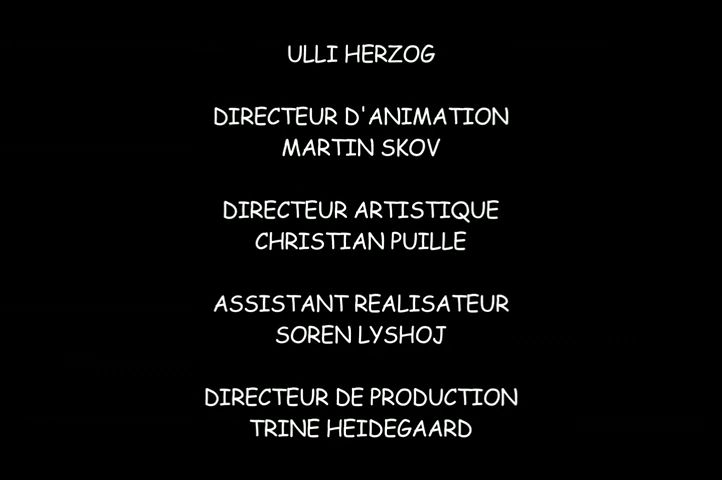 ULLI HERZOG
DIRECTEUR D'ANIMATION
MARTIN SKOV
DIRECTEUR ARTISTIQUE
CHRISTIAN PUILLE
ASSISTANT REALISATEUR
SOREN LYSHOJ
DIRECTEUR DE PRODUCTION
TRINE HEIDEGAARD